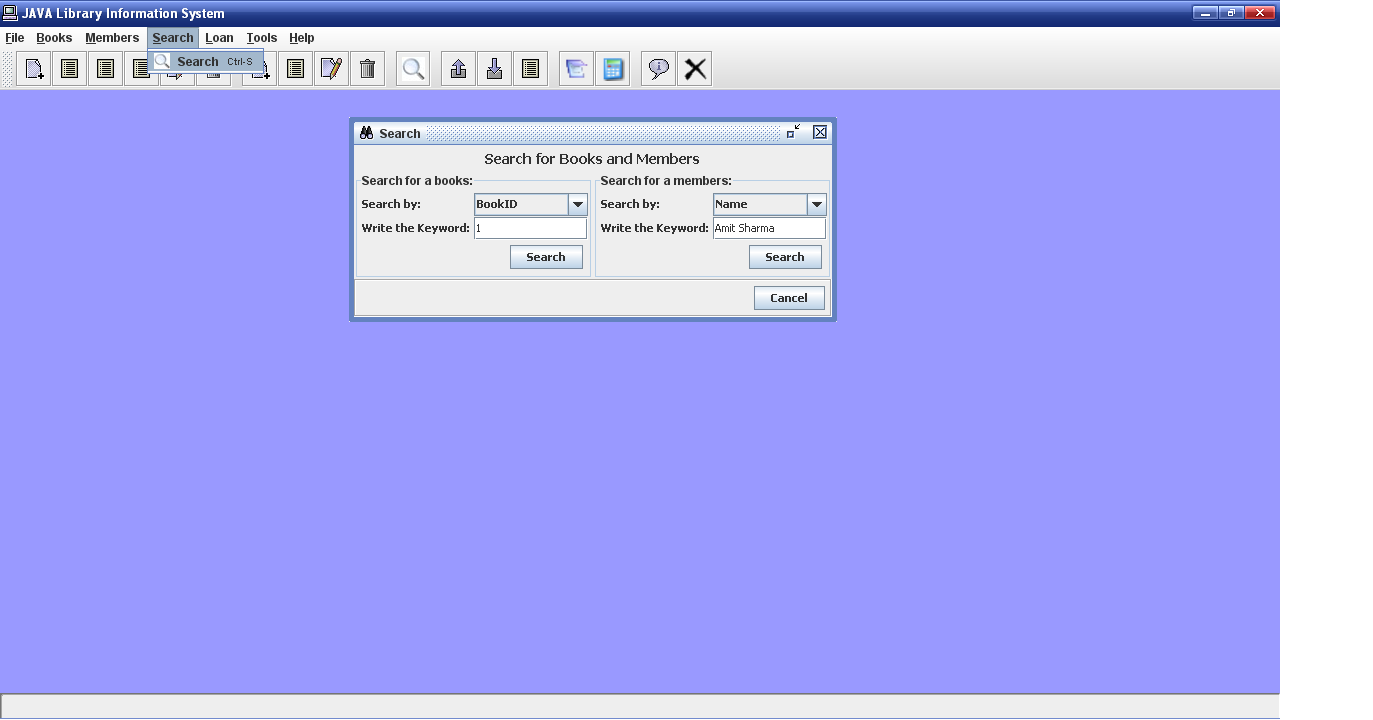 JAVA Library Information System
File Books Members Search Loan Tools Help
Search Ctrl-S
Search
Search for Books and Members
Search for a books: Search for a members:
Search by: BookID Search by: Name
Write the Keyword: 1 Write the Keyword: Amit Sharma
Search Search
Cancel